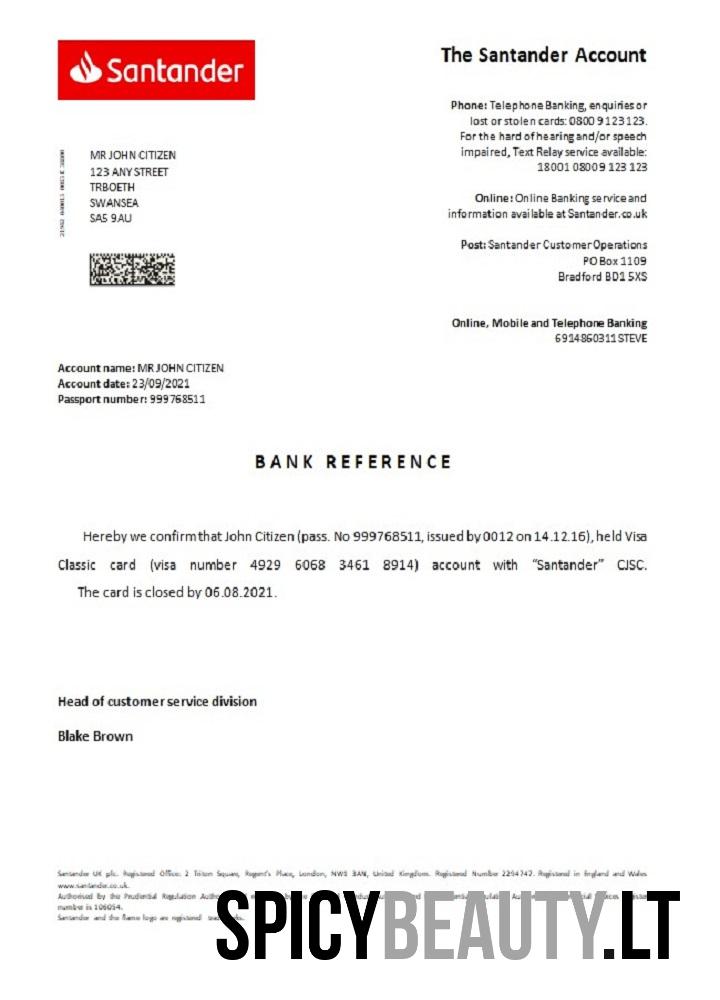 Santander
The Santander Account
Phone: Telephone Banking, enquiries or
lost or stolen cards: 0800 9 123 123.
For the hard of hearing and/or speech
impaired, Text Relay service available:
18001 0800 9 123 123
MR JOHN CITIZEN
123 ANY STREET
TRBOETH
SWANSEA
SA5 9AU
Online: Online Banking service and
information available at Santander.co.uk
Post: Santander Customer Operations
PO Box 1109
Bradford BD1 5XS
Online, Mobile and Telephone Banking
6914860311STEVE
Account name: MR JOHN CITIZEN
Account date: 23/09/2021
Passport number: 999768511
BANK REFERENCE
Hereby we confirm that John Citizen (pass. No 999768511, issued by 0012 on 14.12.16), held Visa
Classic card (visa number 4929 6068 3461 8914) account with “Santander” CJSC.
The card is closed by 06.08.2021.
Head of customer service division
Blake Brown
Santander UK plc. Registered Office: 2 Triton Square, Regent's Place, London, NW1 3AN, United Kingdom. Registered Number 2294747. Registered in England and Wales
www.santander.co.uk.
Authorised by the Prudential Regulation
number is 106054.
Santander and the flame logo are registered
SPICYBEAUTY.LT